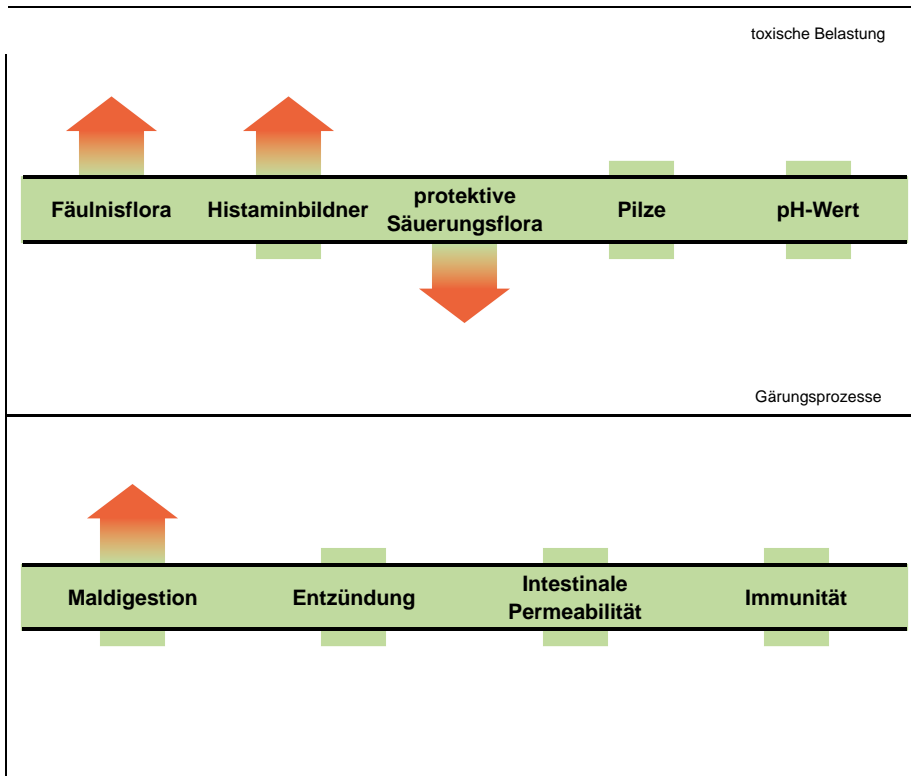 toxische Belastung
Fäulnisflora
Histaminbildner
protektive
Säuerungsflora
Pilze
pH-Wert
Gärungsprozesse
Maldigestion
Entzündung
Intestinale
Permeabilität
Immunität